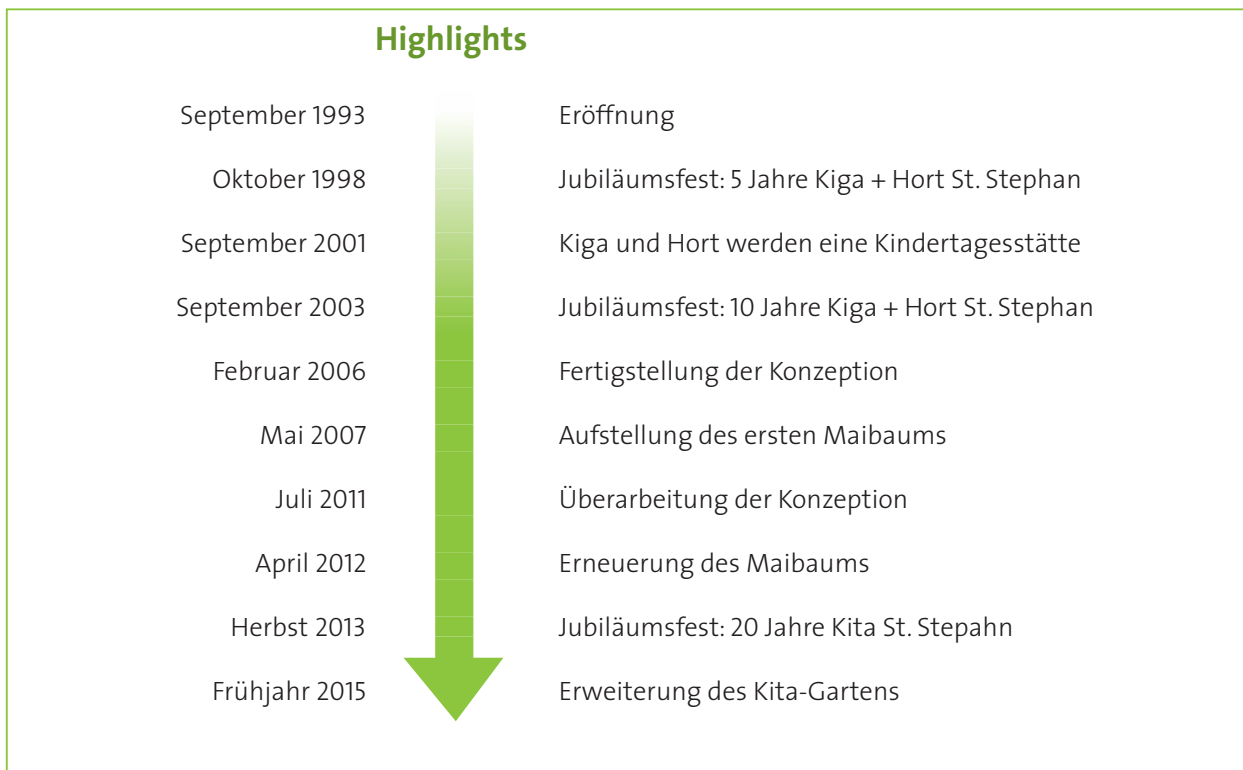 Highlights
September 1993 Eröffnung
Oktober 1998 Jubiläumsfest: 5 Jahre Kiga + Hort St. Stephan
September 2001 Kiga und Hort werden eine Kindertagesstätte
September 2003 Jubiläumsfest: 10 Jahre Kiga + Hort St. Stephan
Februar 2006 Fertigstellung der Konzeption
Mai 2007 Aufstellung des ersten Maibaums
Juli 2011 Überarbeitung der Konzeption
April 2012 Erneuerung des Maibaums
Herbst 2013 Jubiläumsfest: 20 Jahre Kita St. Stepahn
Frühjahr 2015 Erweiterung des Kita-Gartens